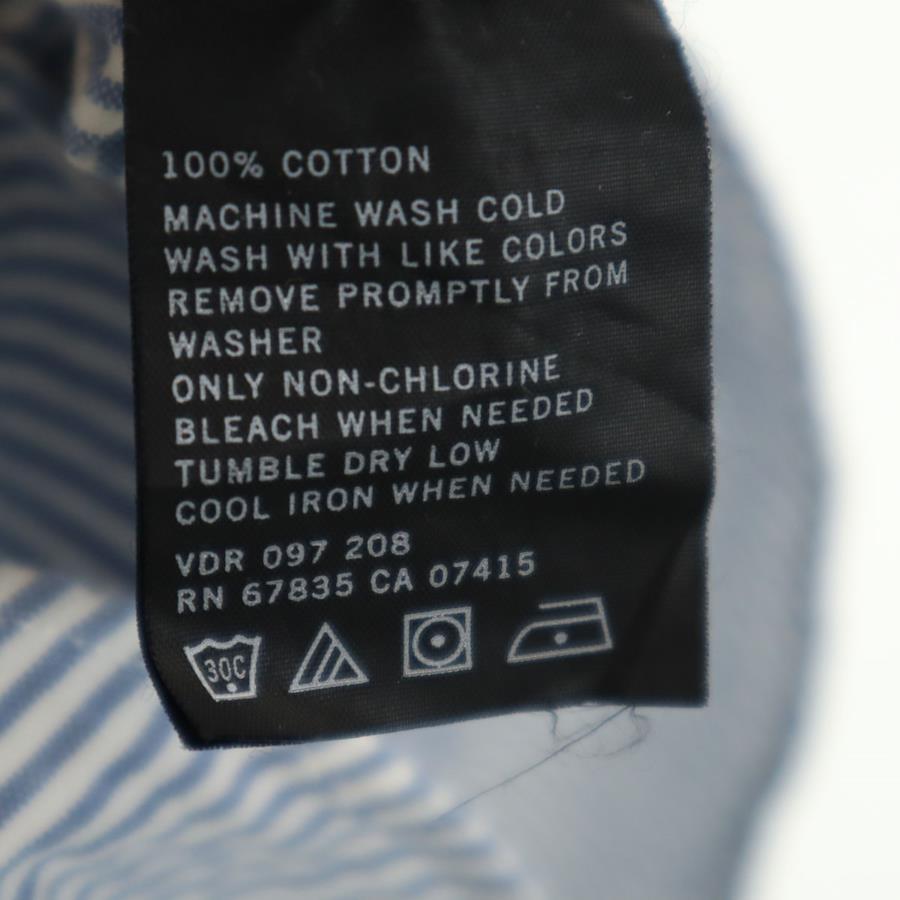 100% COTTON
MACHINE WASH COLD
WASH WITH LIKE COLORS
REMOVE PROMPTLY FROM
WASHER
ONLY NON-CHLORINE
BLEACH WHEN NEEDED
TUMBLE DRY LOW
COOL IRON WHEN NEEDED
VDR 097 208
RN 67835 CA 07415
30C